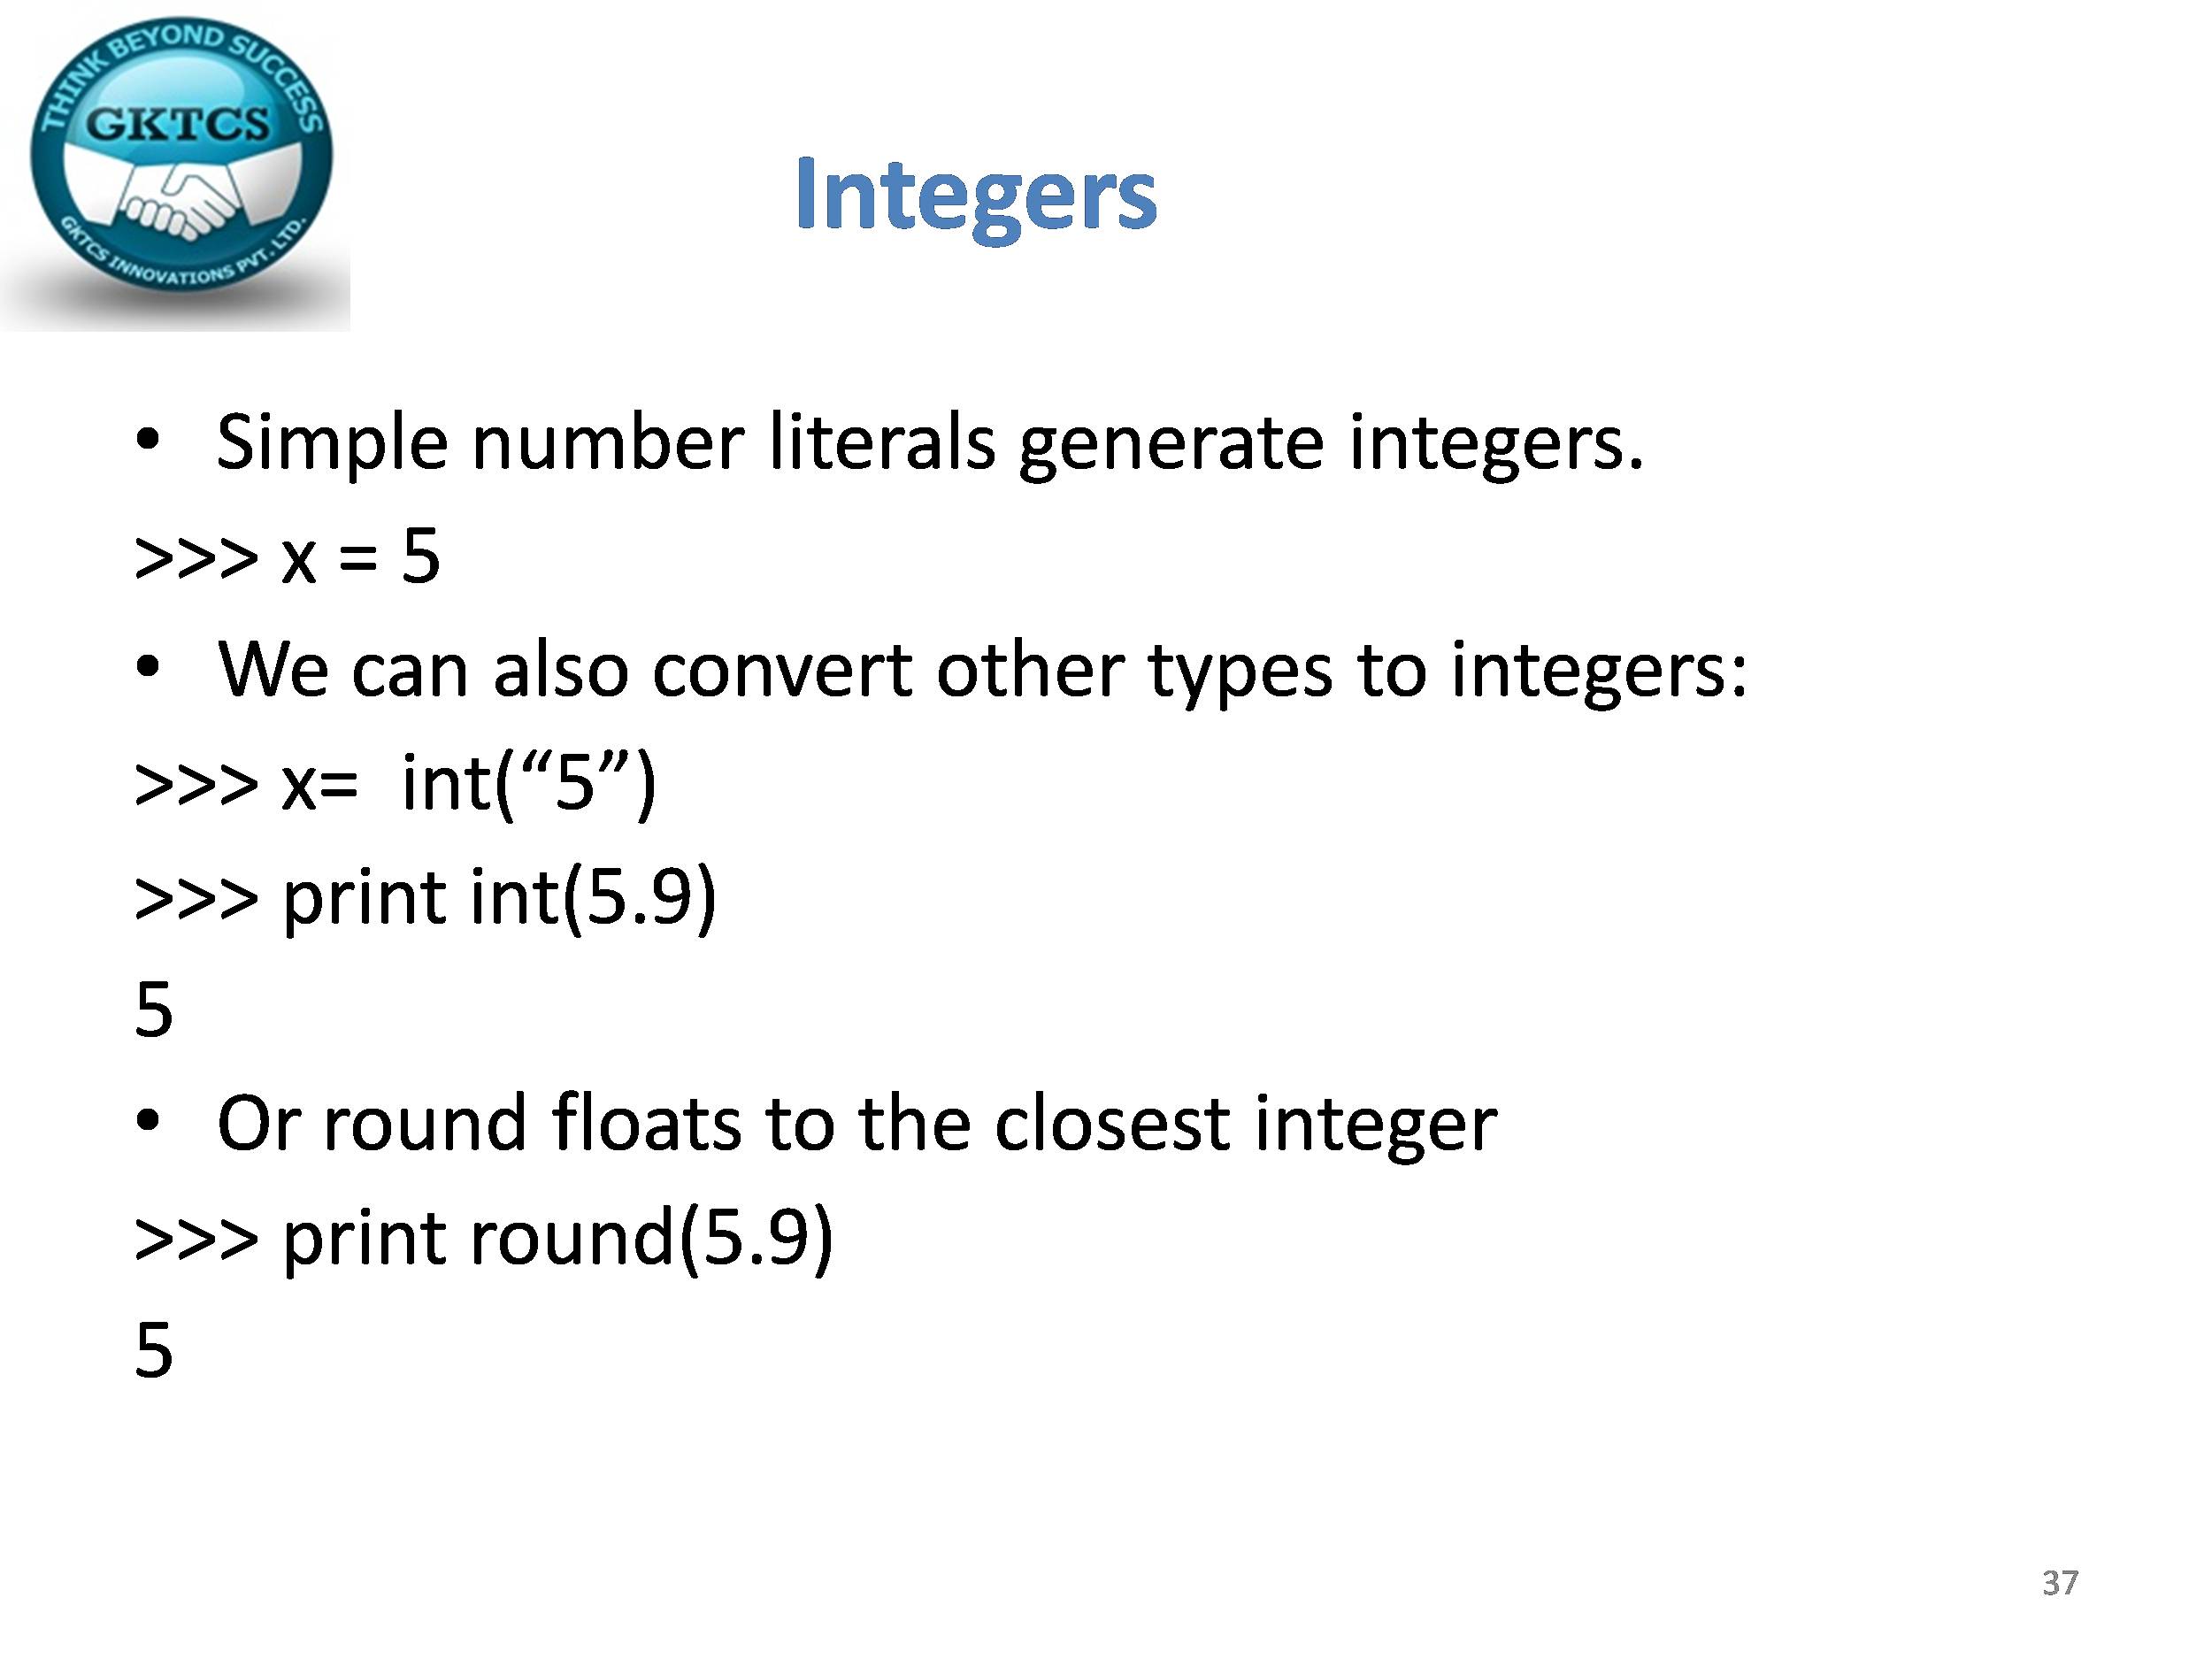 THINK BEYOND SUCCESS
GKTCS
GKTCS INNOVATIONS PVT. LTD.
Integers
• Simple number literals generate integers.
>>> x = 5
• We can also convert other types to integers:
>>> x=  int(“5”)
>>> print int(5.9)
5
• Or round floats to the closest integer
>>> print round(5.9)
5
37